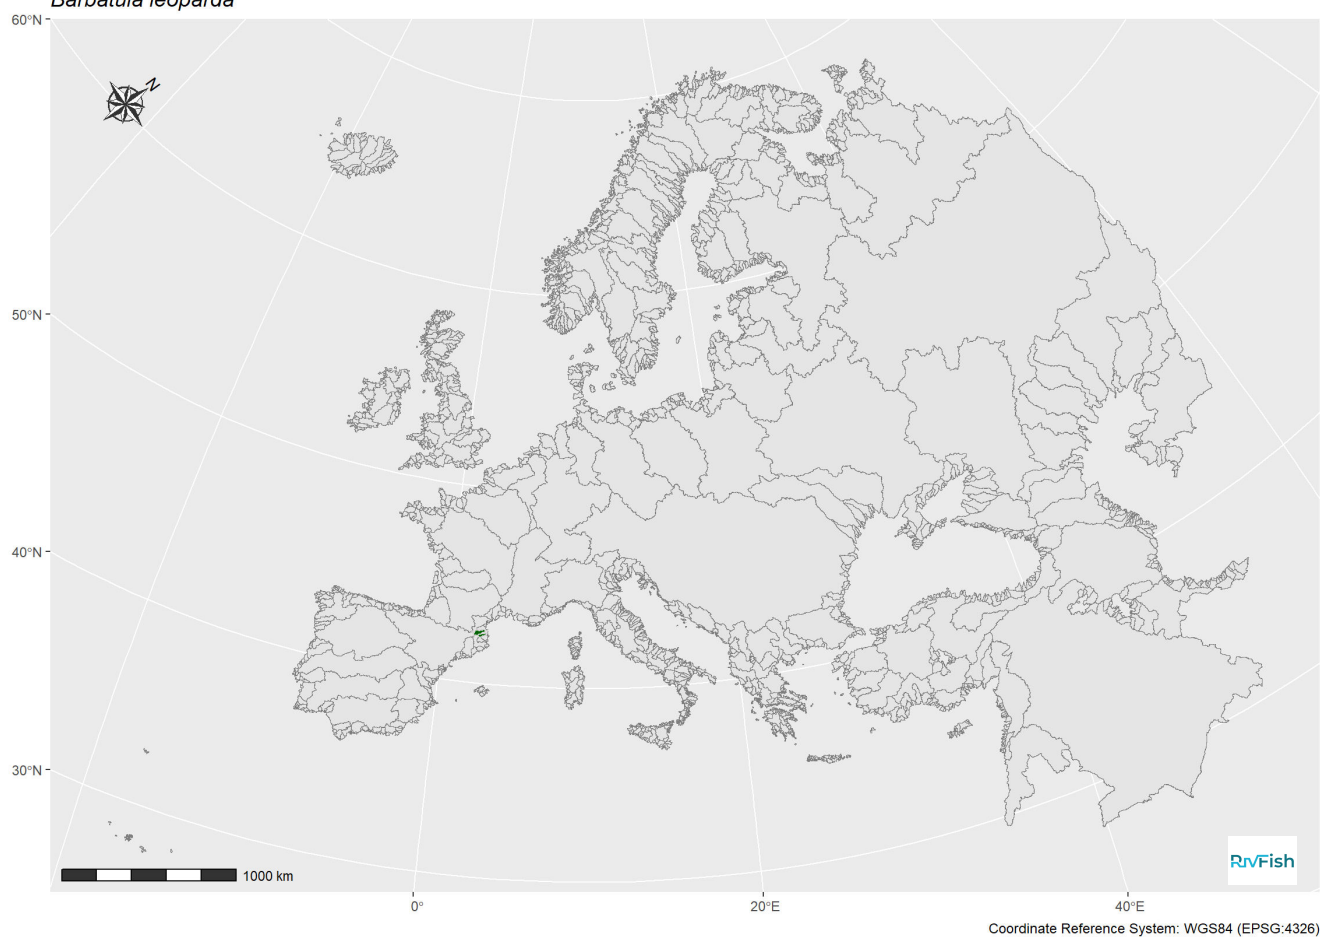 Barbatula leoparda
60°N
N
50°N
40°N
30°N
1000 km
RivFish
0°
20°E
40°E
Coordinate Reference System: WGS84 (EPSG:4326)